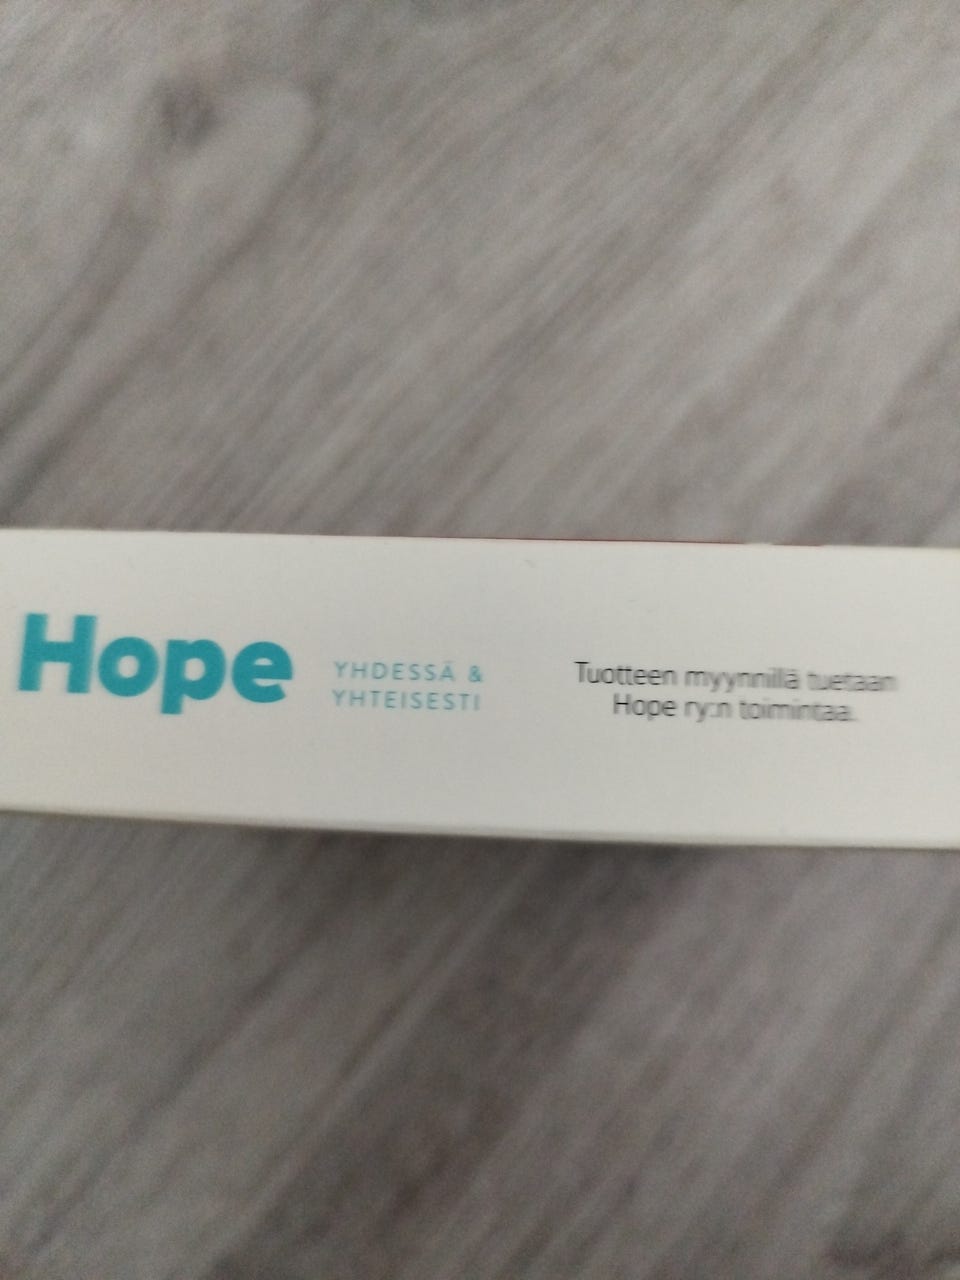 Hope
YHDESSÄ &
YHTEISESTI
Tuotteen myynnillä tuetaan
Hope ry:n toimintaa.